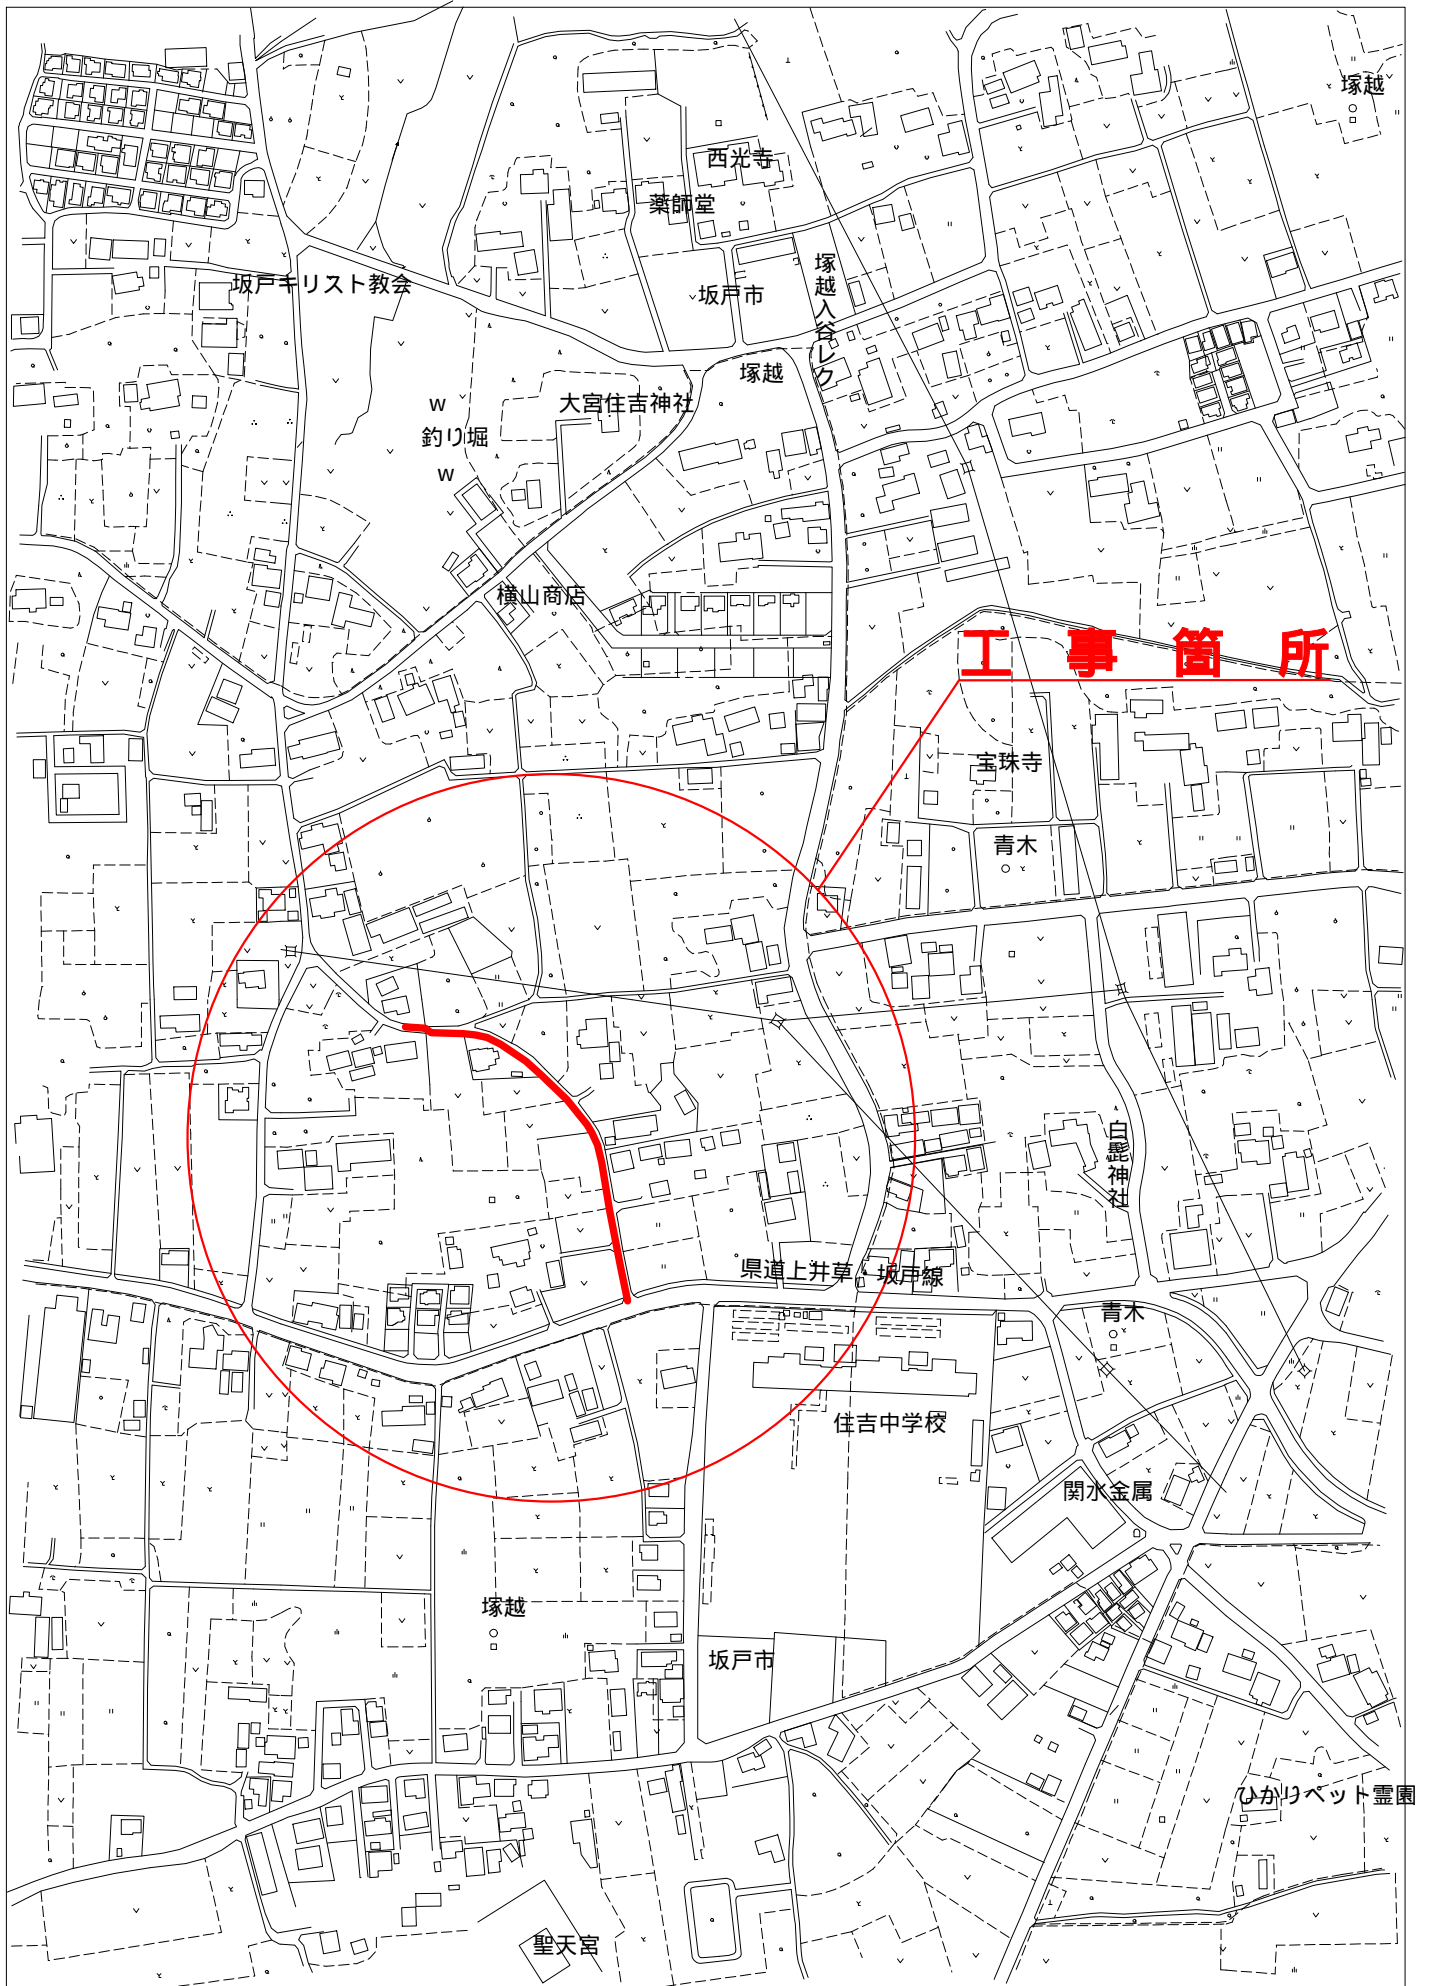 塚越
西光寺
薬師堂
坂戸キリスト教会
坂戸市
塚越入谷レク
塚越
大宮住吉神社
W
釣り堀
W
横山商店
工事箇所
宝珠寺
青木
白髭神社
県道上井草・坂戸線
青木
住吉中学校
関水金属
塚越
坂戸市
ひかりペット霊園
聖天宮